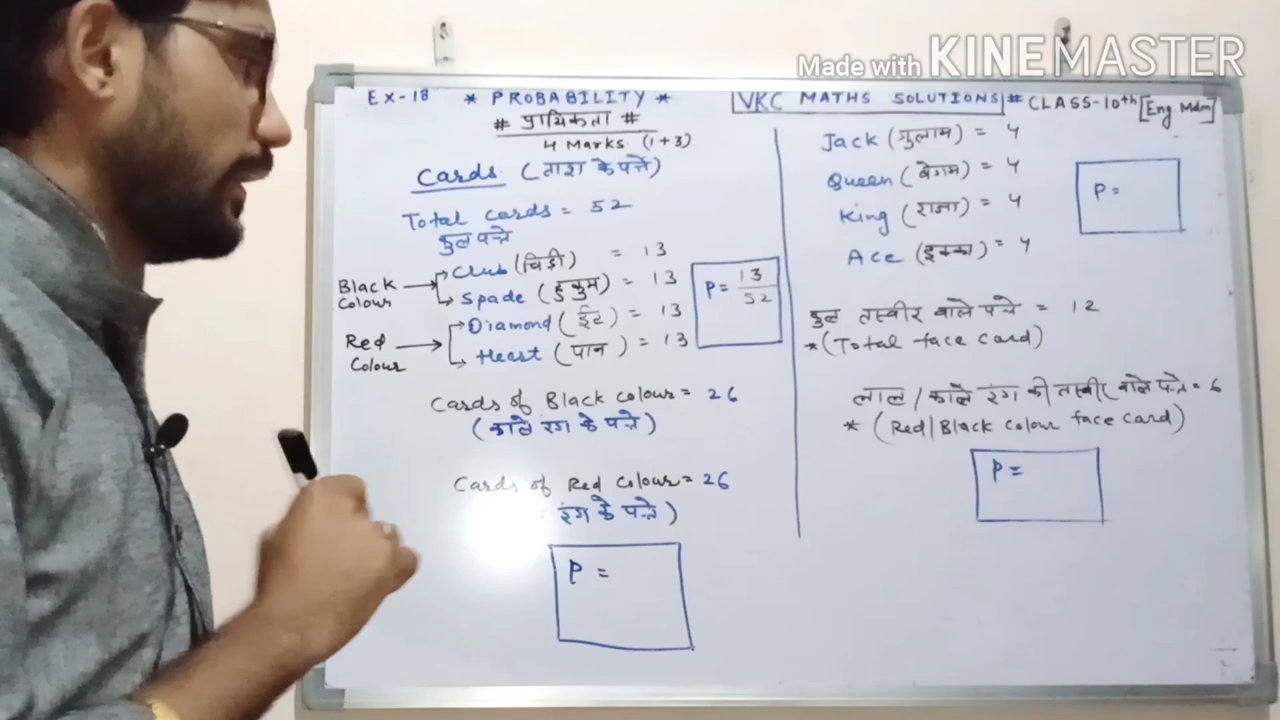 Made with KINEMASTER
EX-18 * PROBABILITY *
# प्रायिकता #
4 Marks (1+3)
VKC MATHS SOLUTIONS # CLASS-10th [Eng Mdm]
Cards (ताश के पत्ते)
Total cards = 52
कुल पत्ते
Black Colour → Club (चिड़ी) = 13
Spade (हुकुम) = 13
Red Colour → Diamond (ईंट) = 13
Heart (पान) = 13
P = 13/52
Cards of Black colour = 26
(काले रंग के पत्ते)
Cards of Red Colour = 26
रंग के पत्ते)
P =
Jack (गुलाम) = 4
Queen (बेगम) = 4
King (राजा) = 4
Ace (इक्का) = 4
P =
कुल तस्वीर वाले पत्ते = 12
* (Total face card)
लाल / काले रंग की तस्वीर वाले पत्ते = 6
* (Red/Black colour face card)
P =